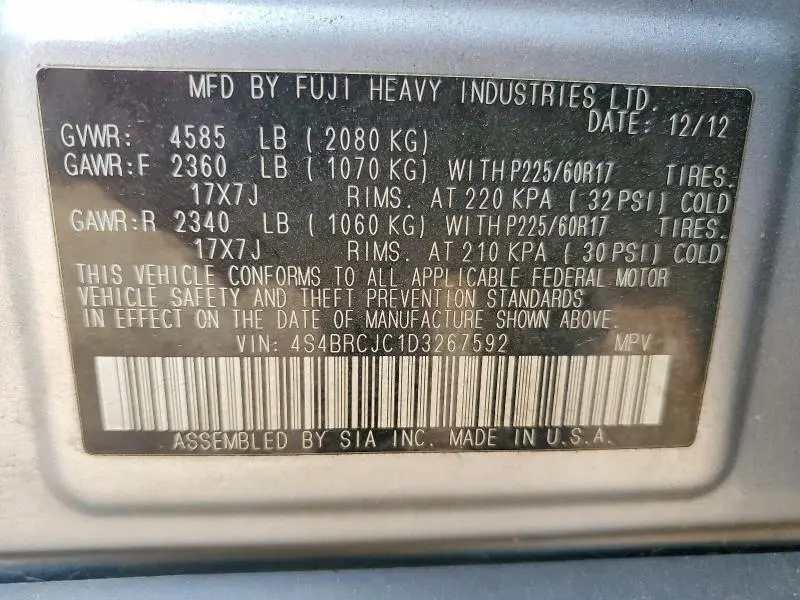 MFD BY FUJI HEAVY INDUSTRIES LTD.
DATE: 12/12
GVWR: 4585 LB ( 2080 KG)
GAWR:F 2360 LB ( 1070 KG) WITH P225/60R17 TIRES.
17X7J RIMS. AT 220 KPA ( 32 PSI) COLD
GAWR:R 2340 LB ( 1060 KG) WITH P225/60R17 TIRES.
17X7J RIMS. AT 210 KPA ( 30 PSI) COLD
THIS VEHICLE CONFORMS TO ALL APPLICABLE FEDERAL MOTOR
VEHICLE SAFETY AND THEFT PREVENTION STANDARDS
IN EFFECT ON THE DATE OF MANUFACTURE SHOWN ABOVE.
VIN: 4S4BRCJC1D3267592 MPV
ASSEMBLED BY SIA INC. MADE IN U.S.A.